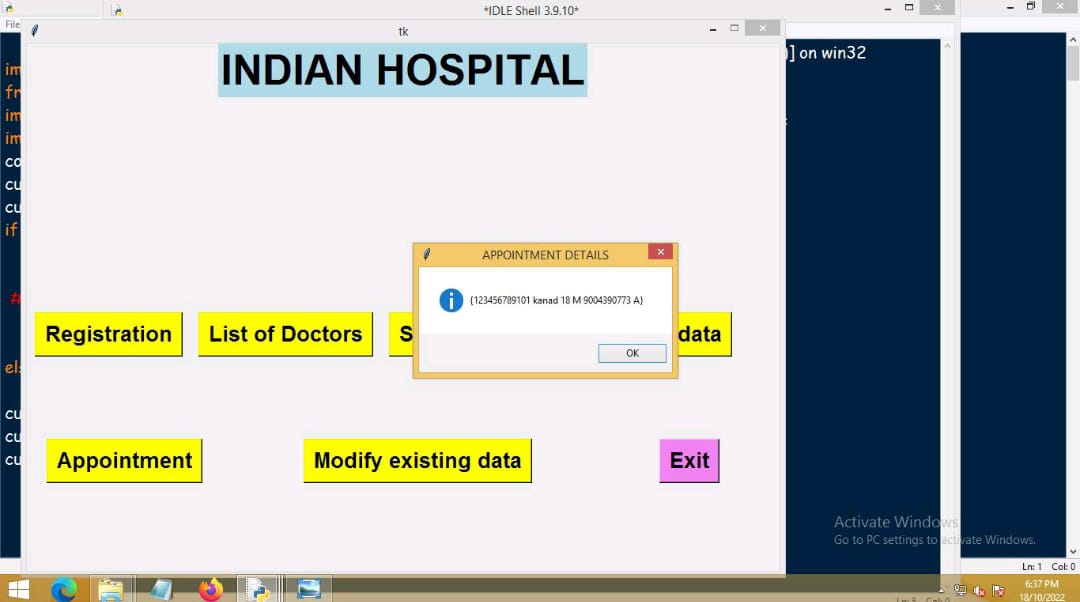 *IDLE Shell 3.9.10*
File
tk
INDIAN HOSPITAL
] on win32
im
fr
im
im
co
cu
cu
if
#
els
cu
cu
cu
APPOINTMENT DETAILS
{123456789101 kanad 18 M 9004390773 A}
OK
Registration
List of Doctors
S
data
Appointment
Modify existing data
Exit
Activate Windows
Go to PC settings to activate Windows.
Ln: 1 Col: 0
Ln: 5 Col: 0
6:37 PM
18/10/2022